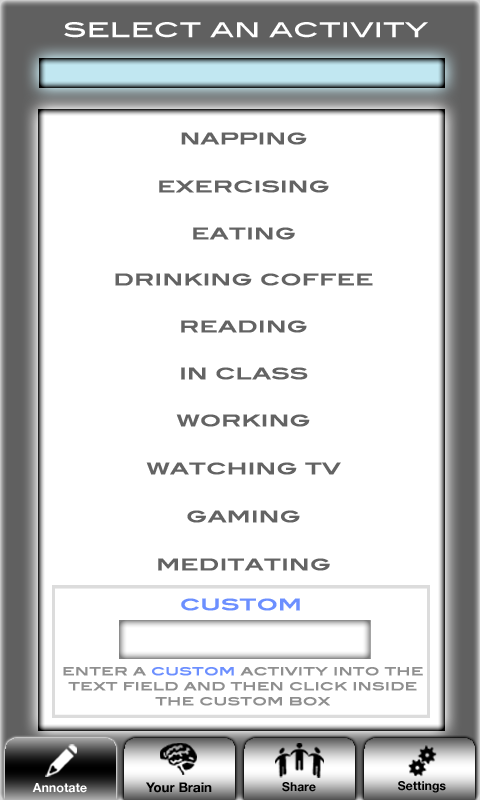 SELECT AN ACTIVITY
NAPPING
EXERCISING
EATING
DRINKING COFFEE
READING
IN CLASS
WORKING
WATCHING TV
GAMING
MEDITATING
CUSTOM
ENTER A CUSTOM ACTIVITY INTO THE
TEXT FIELD AND THEN CLICK INSIDE
THE CUSTOM BOX
Annotate
Your Brain
Share
Settings